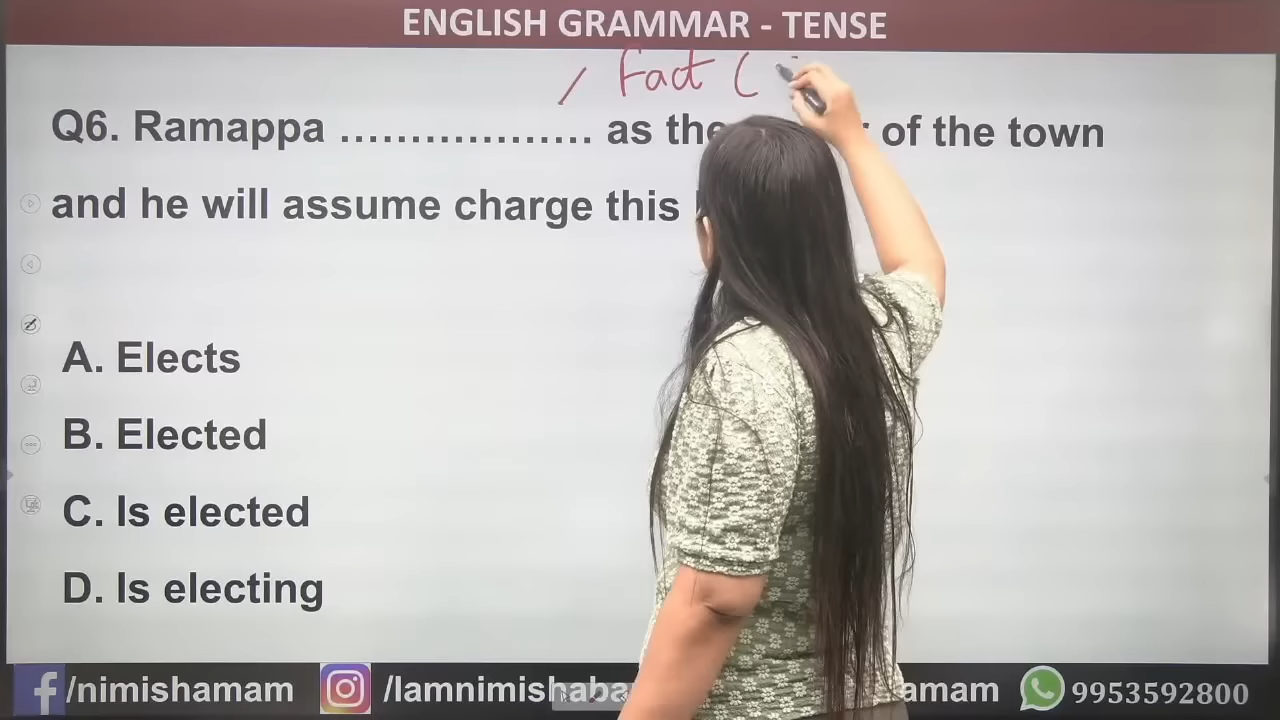 ENGLISH GRAMMAR - TENSE
/ Fact (
Q6. Ramappa .................. as the of the town
and he will assume charge this
A. Elects
B. Elected
C. Is elected
D. Is electing
/nimishamam /Iamnimishaba amam 9953592800